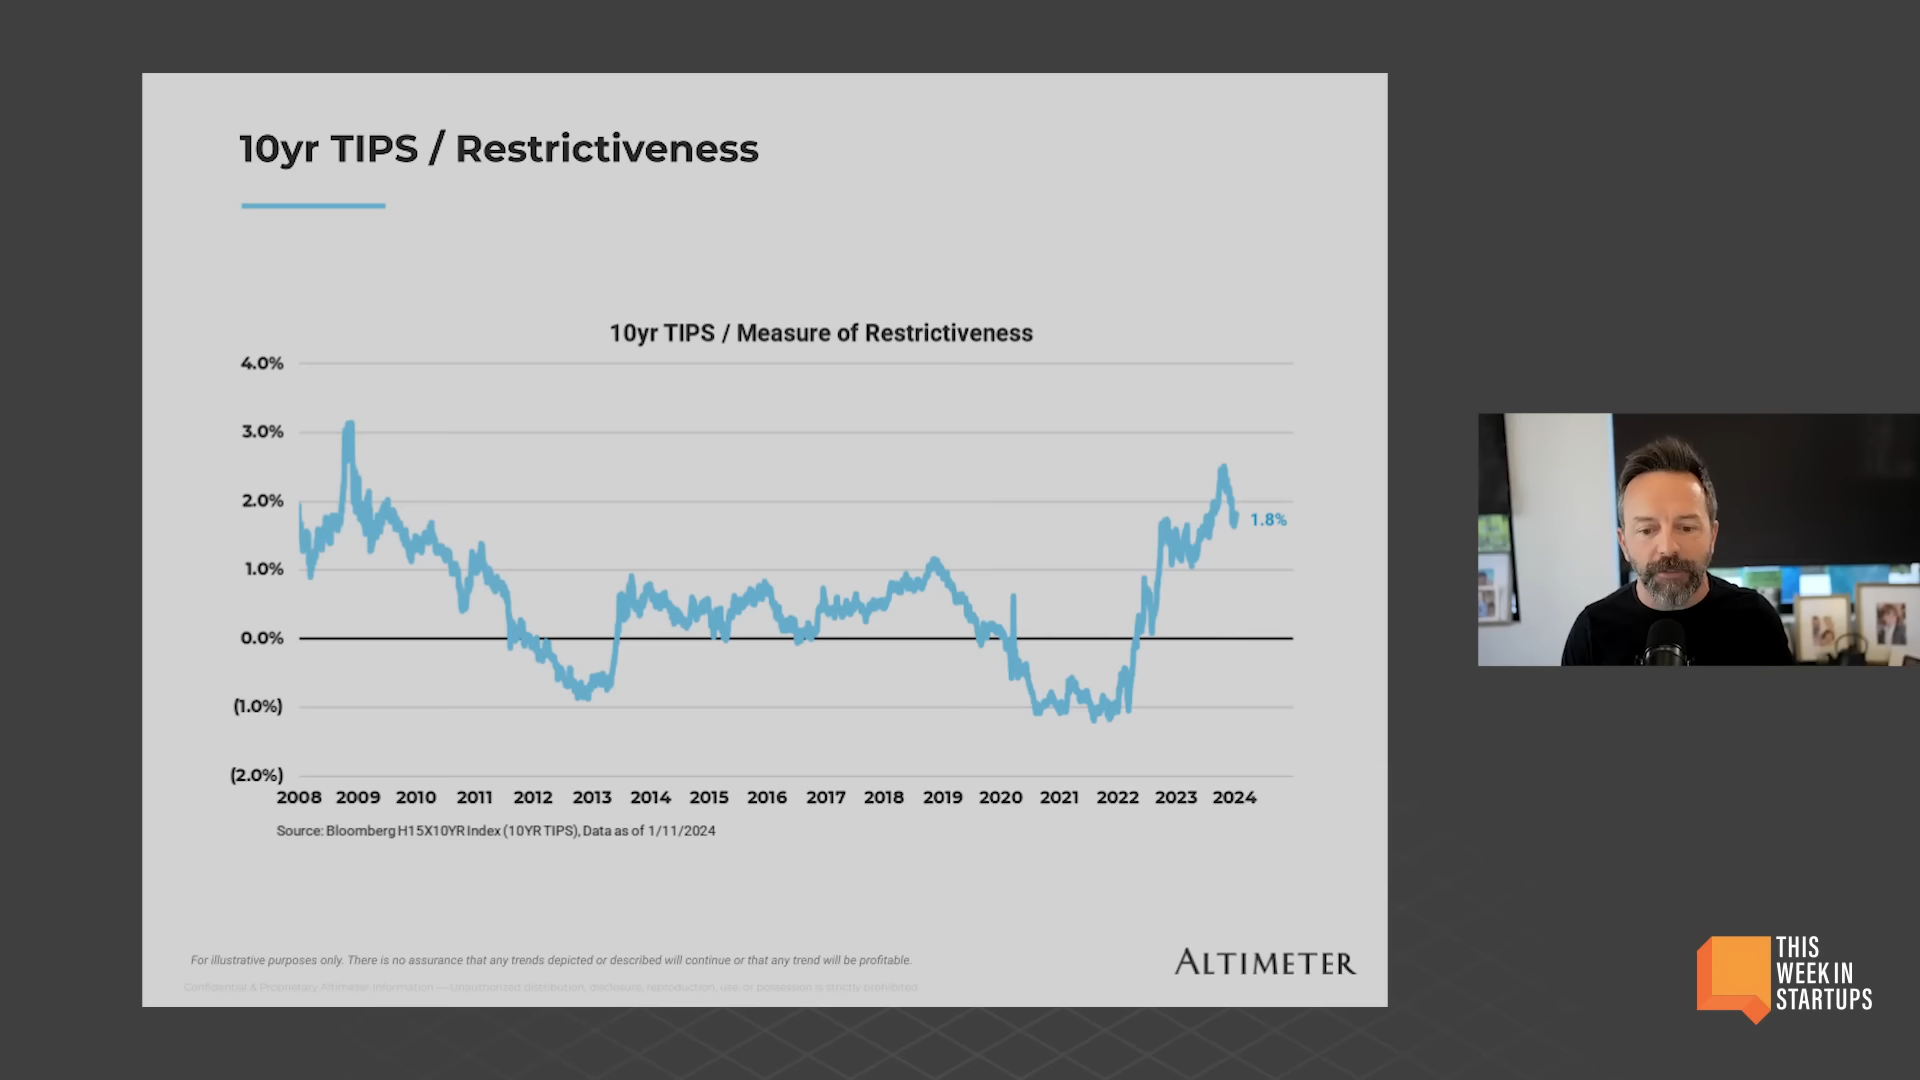 10yr TIPS / Restrictiveness
10yr TIPS / Measure of Restrictiveness
4.0%
3.0%
2.0%
1.8%
1.0%
0.0%
(1.0%)
(2.0%)
2008 2009 2010 2011 2012 2013 2014 2015 2016 2017 2018 2019 2020 2021 2022 2023 2024
Source: Bloomberg H15X10YR Index (10YR TIPS), Data as of 1/11/2024
For illustrative purposes only. There is no assurance that any trends depicted or described will continue or that any trend will be profitable.
Confidential & Proprietary Altimeter Information — Unauthorized distribution, disclosure, reproduction, use, or possession is strictly prohibited
ALTIMETER
THIS
WEEK IN
STARTUPS